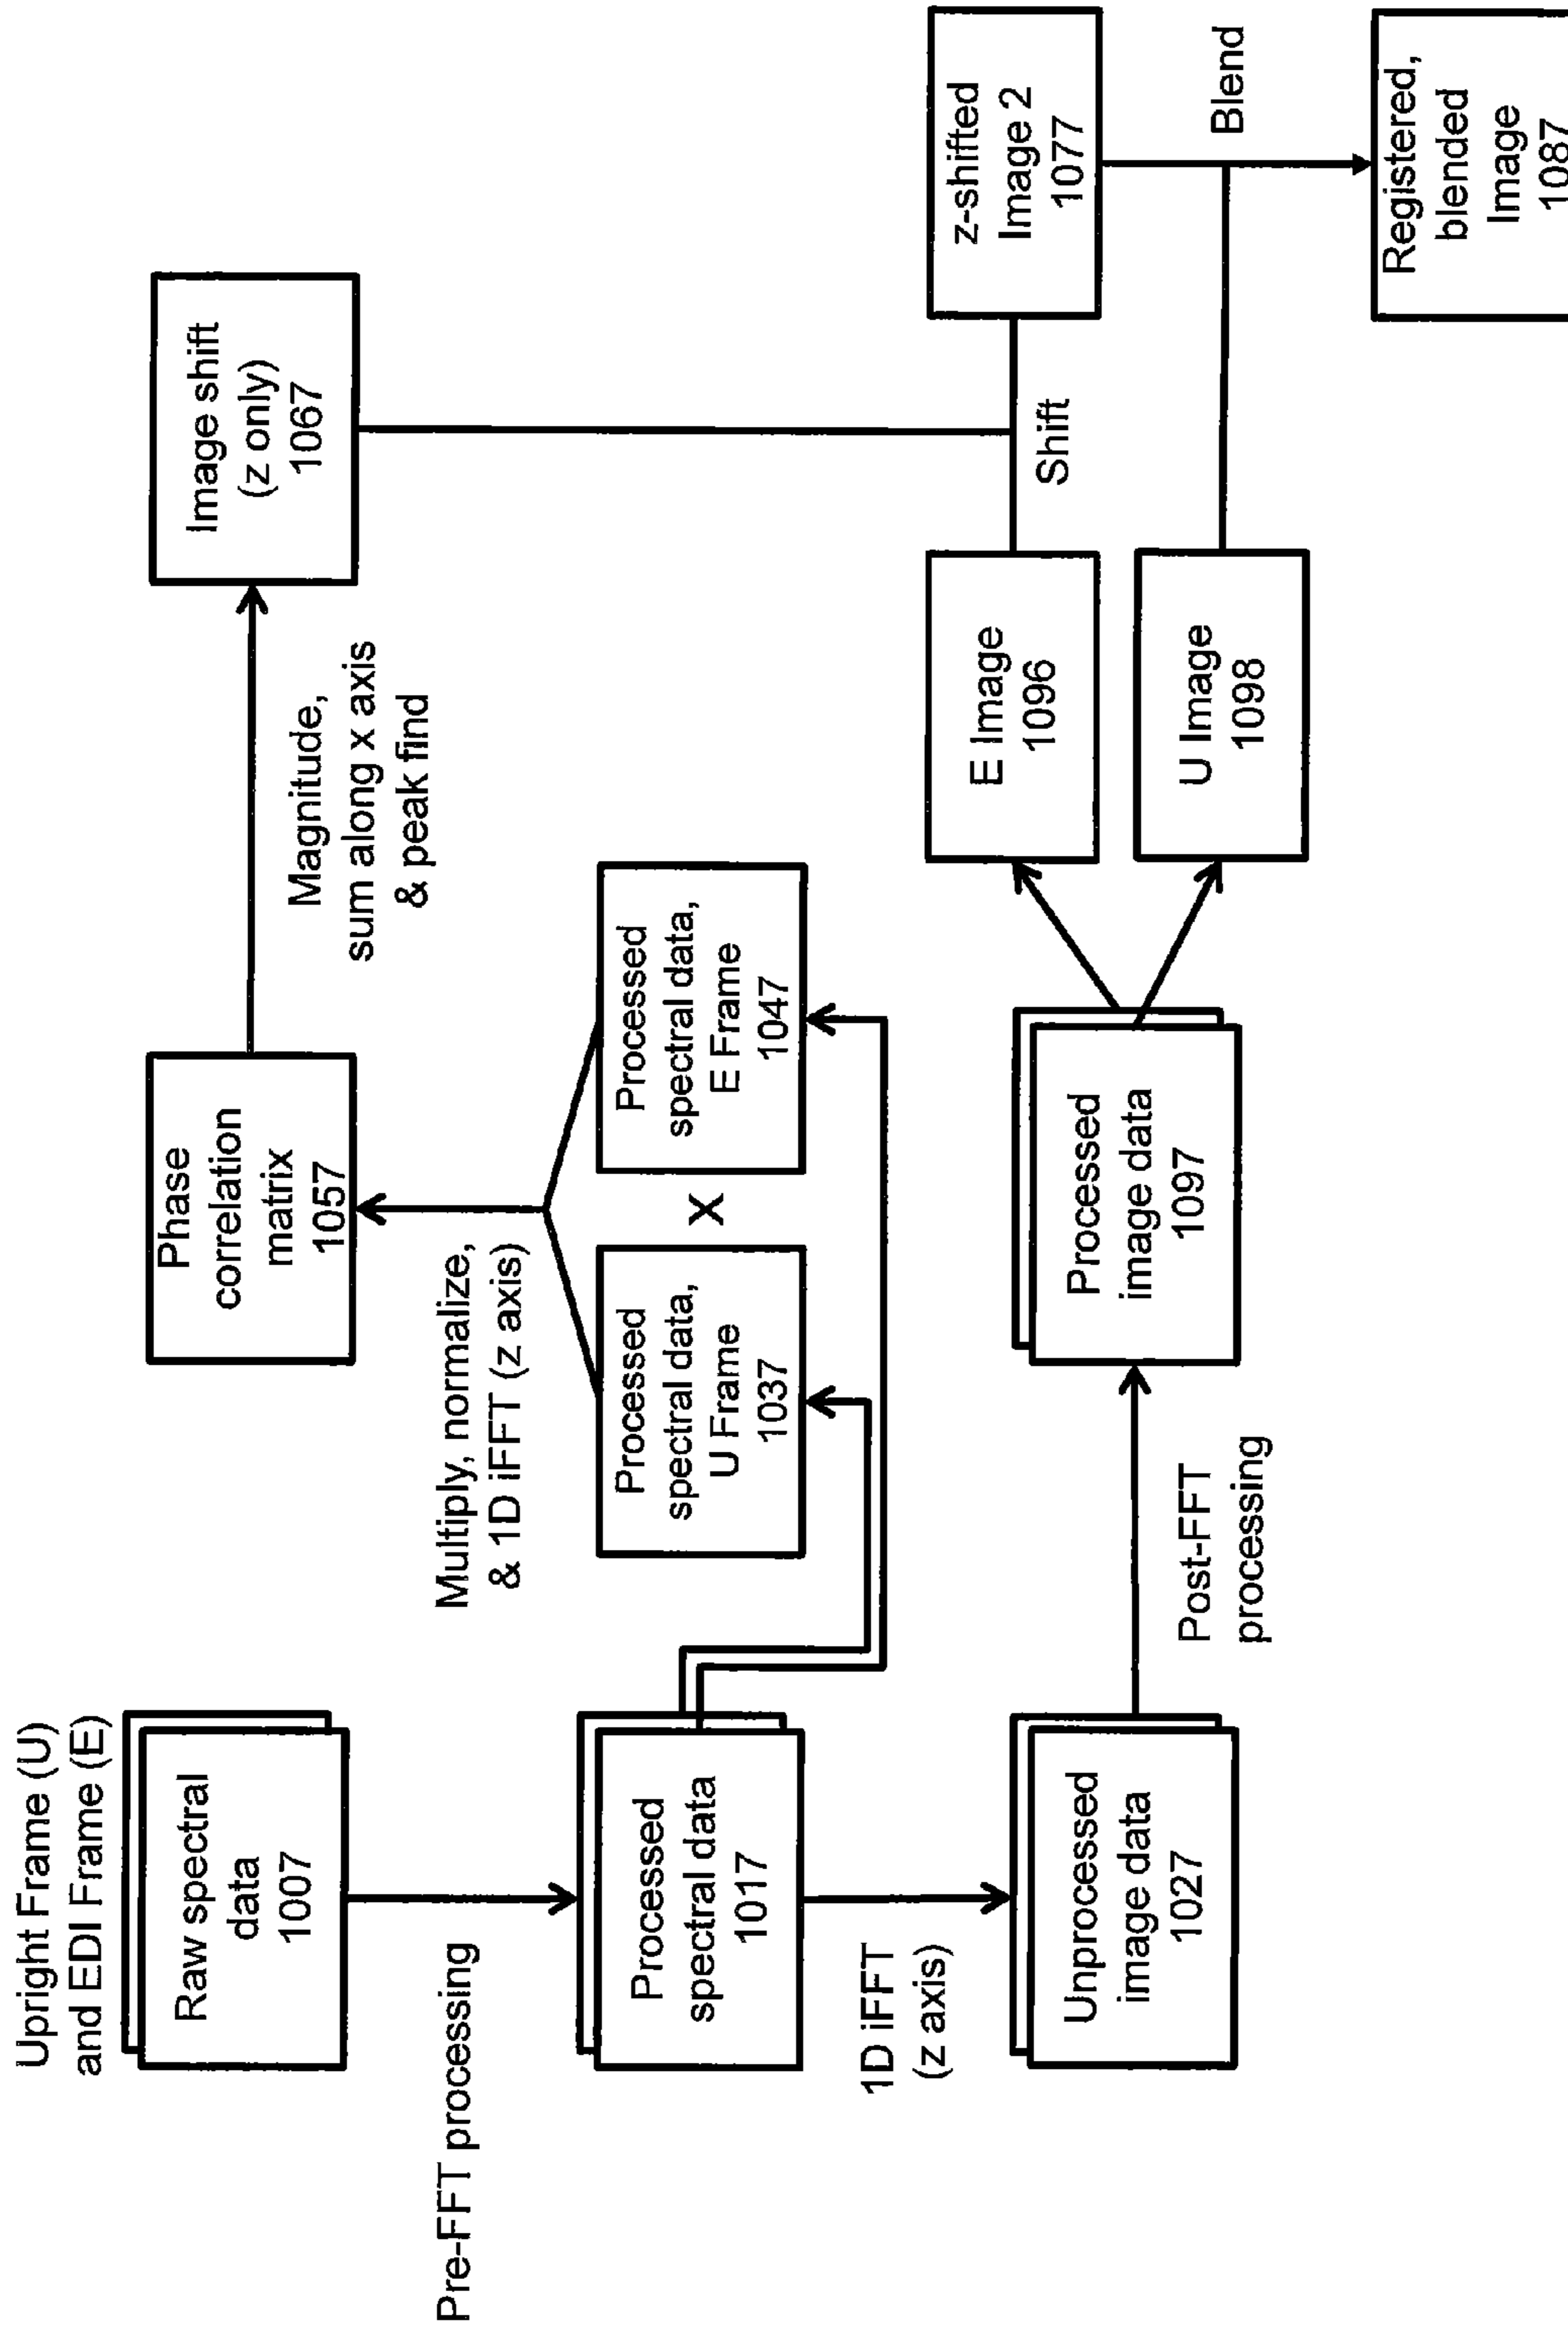 Upright Frame (U)
and EDI Frame (E)
Raw spectral
data
1007
Pre-FFT processing
Processed
spectral data
1017
1D iFFT
(z axis)
Unprocessed
image data
1027
Post-FFT
processing
Processed
image data
1097
Processed
spectral data,
U Frame
1037
X
Processed
spectral data,
E Frame
1047
Multiply, normalize,
& 1D iFFT (z axis)
Phase
correlation
matrix
1057
Magnitude,
sum along x axis
& peak find
Image shift
(z only)
1067
E Image
1096
U Image
1098
Shift
z-shifted
Image 2
1077
Blend
Registered,
blended
Image
1087